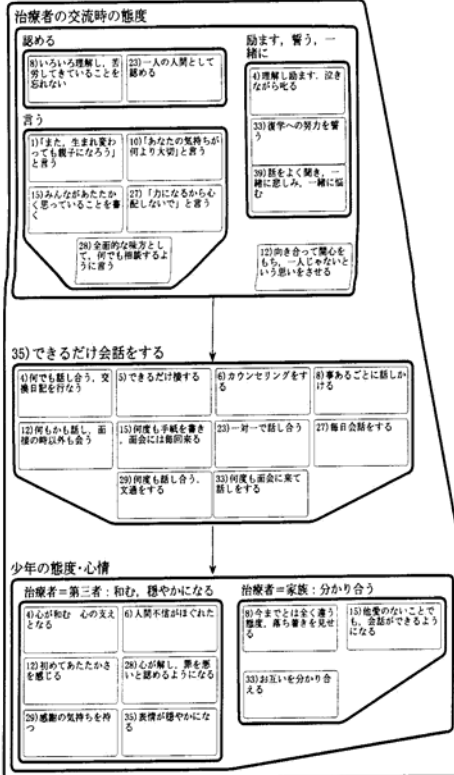 治療者の交流時の態度
認める
8)いろいろ理解し，苦
労してきていることを
忘れない
23)一人の人間として
認める
励ます，誓う，一
緒に
4)理解し励ます．泣き
ながら叱る
33)復学への努力を誓
う
39)話をよく聞き，一
緒に悲しみ，一緒に悩
む
言う
1)「また，生まれ変わ
っても親子になろう」
と言う
10)「あなたの気持ちが
何より大切」と言う
15)みんながあたたか
く思っていることを書
く
27)「力になるから心
配しないで」と言う
28)全面的な味方とし
て，何でも相談するよ
うに言う
12)向き合って関心を
もち，一人じゃないと
いう思いをさせる
35)できるだけ会話をする
4)何でも話し合う，交
換日記を行なう
5)できるだけ接する
6)カウンセリングをす
る
8)事あるごとに話しか
ける
12)何もかも話し，面
接の時以外も会う
15)何度も手紙を書き
，面会には毎回来る
23)一対一で話し合う
27)毎日会話をする
29)何度も話し合う，
文通をする
33)何度も面会に来て
話しをする
少年の態度・心情
治療者＝第三者：和む，穏やかになる
4)心が和む　心の支え
となる
6)人間不信がほぐれた
12)初めてあたたかさ
を感じる
28)心が解し，罪を悪
いと認めるようになる
29)感謝の気持ちを持
つ
35)表情が穏やかにな
る
治療者＝家族：分かり合う
8)今までとは全く違う
態度，落ち着きを見せ
る
15)他愛のないことで
も，会話ができるよう
になる
33)お互いを分かり合
える